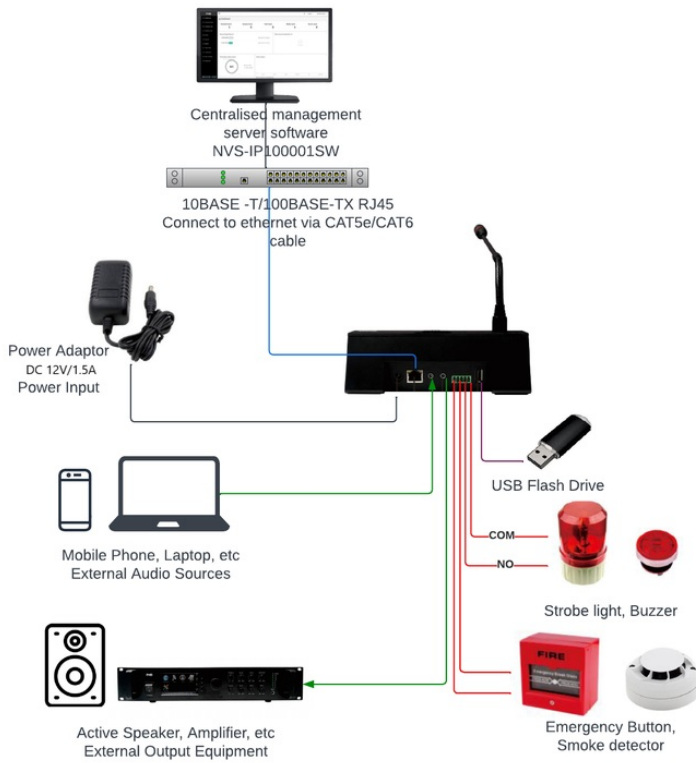 Centralised management
server software
NVS-IP100001SW
10BASE -T/100BASE-TX RJ45
Connect to ethernet via CAT5e/CAT6
cable
Power Adaptor
DC 12V/1.5A
Power Input
USB Flash Drive
COM
NO
Mobile Phone, Laptop, etc
External Audio Sources
Strobe light, Buzzer
FIRE
Emergency Button,
Smoke detector
Active Speaker, Amplifier, etc
External Output Equipment